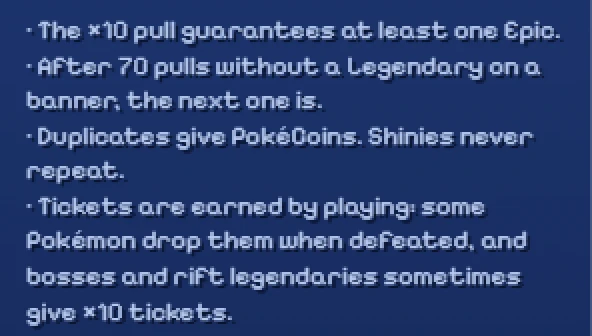 · The ×10 pull guarantees at least one Epic.
· After 70 pulls without a Legendary on a
banner, the next one is.
· Duplicates give PokéCoins. Shinies never
repeat.
· Tickets are earned by playing: some
Pokémon drop them when defeated, and
bosses and rift legendaries sometimes
give ×10 tickets.